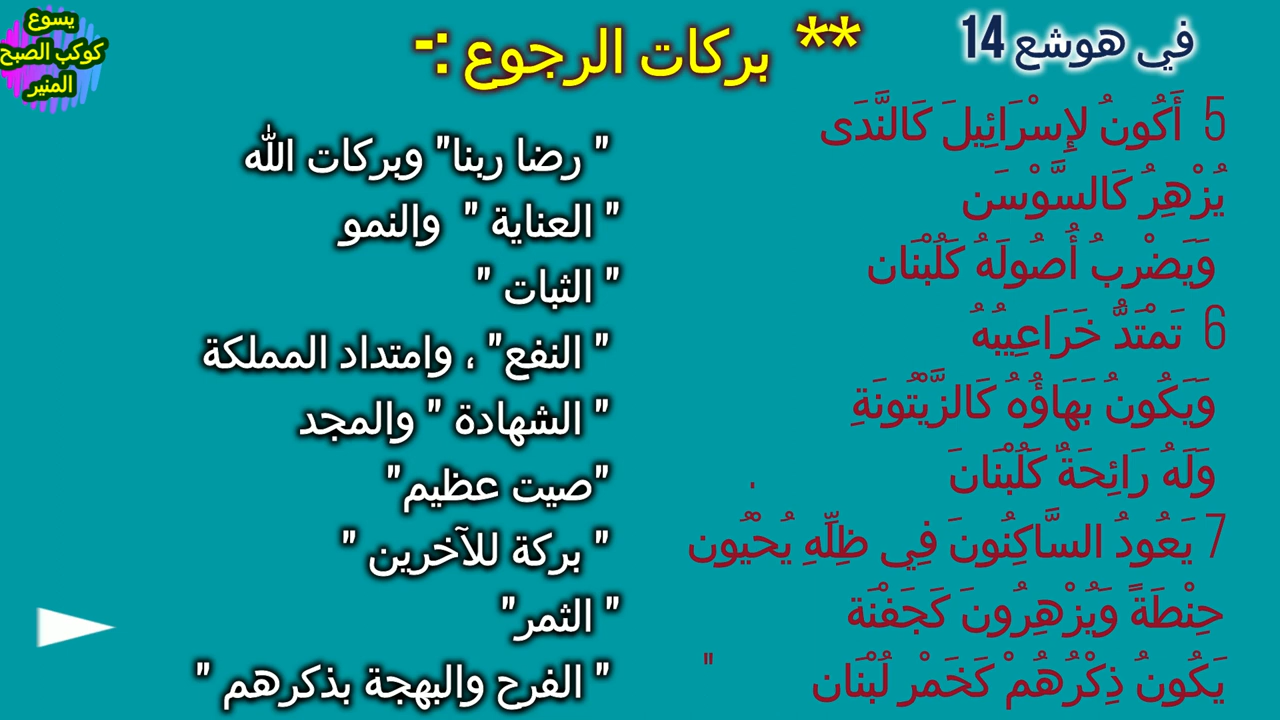 يسوع
كوكب الصبح
المنير
في هوشع 14
** بركات الرجوع :-
5 أَكُونُ لإِسْرَائِيلَ كَالنَّدَى
يُزْهِرُ كَالسَّوْسَن
وَيَضْربُ أُصُولَهُ كَلُبْنَان
6 تَمْتَدُّ خَرَاعِيبُهُ
وَيَكُونُ بَهَاؤُهُ كَالزَّيْتُونَةِ
وَلَهُ رَائِحَةٌ كَلُبْنَانَ .
7 يَعُودُ السَّاكِنُونَ فِي ظِلِّهِ يُحْيُون
حِنْطَةً وَيُزْهِرُونَ كَجَفْنَة
يَكُونُ ذِكْرُهُمْ كَخَمْر لُبْنَان "
" رضا ربنا" وبركات الله
" العناية " والنمو
" الثبات "
" النفع" ، وامتداد المملكة
" الشهادة " والمجد
"صيت عظيم"
" بركة للآخرين "
" الثمر"
" الفرح والبهجة بذكرهم "